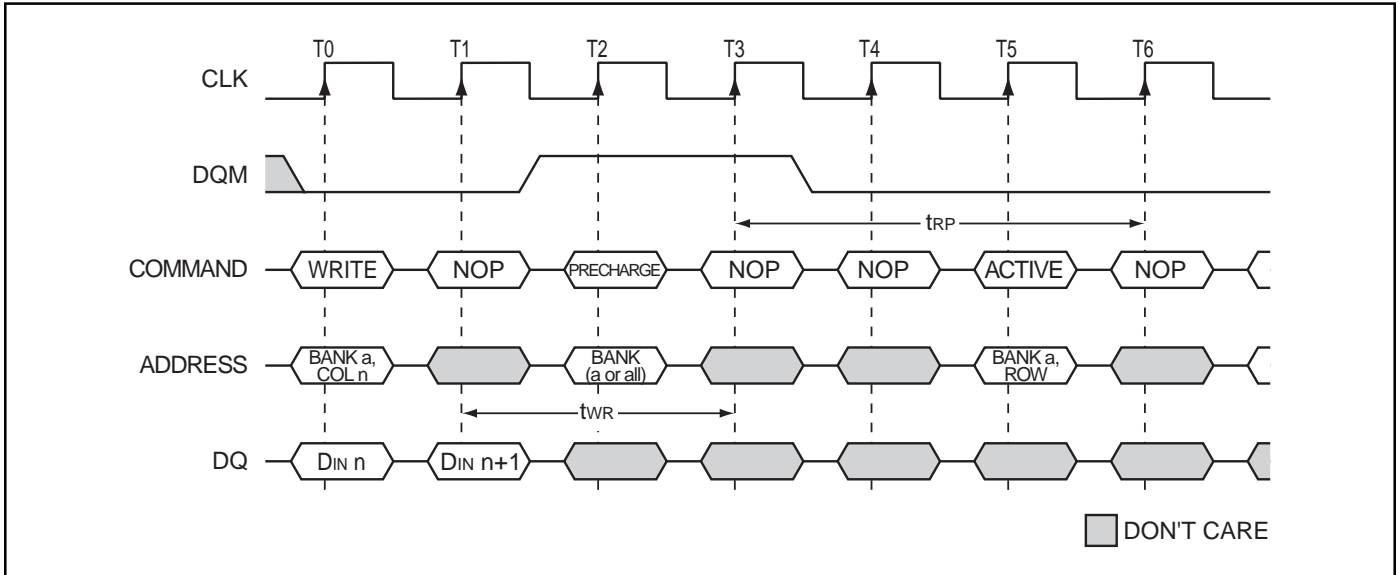 T0 T1 T2 T3 T4 T5 T6
CLK
DQM
tRP
COMMAND WRITE NOP PRECHARGE NOP NOP ACTIVE NOP
ADDRESS BANK a, COL n BANK (a or all) BANK a, ROW
tWR
DQ DIN n DIN n+1
DON'T CARE